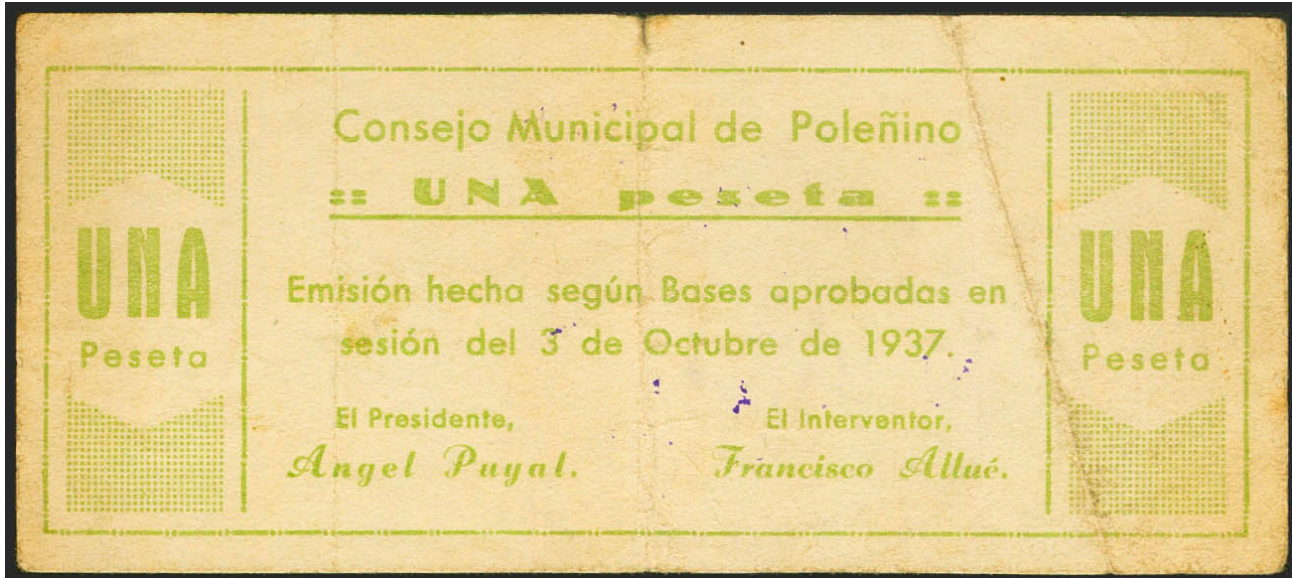 Consejo Municipal de Poleñino
:: UNA peseta ::
UNA
Peseta
Emisión hecha según Bases aprobadas en
sesión del 3 de Octubre de 1937.
El Presidente,
Angel Puyal.
El Interventor,
Francisco Allué.
UNA
Peseta